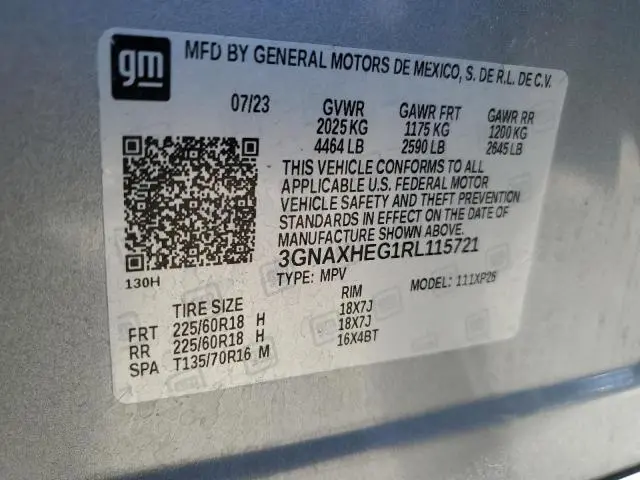 gm
MFD BY GENERAL MOTORS DE MEXICO, S. DE R.L. DE C.V.
07/23 GVWR GAWR FRT GAWR RR
2025 KG 1175 KG 1200 KG
4464 LB 2590 LB 2645 LB
THIS VEHICLE CONFORMS TO ALL
APPLICABLE U.S. FEDERAL MOTOR
VEHICLE SAFETY AND THEFT PREVENTION
STANDARDS IN EFFECT ON THE DATE OF
MANUFACTURE SHOWN ABOVE.
3GNAXHEG1RL115721
130H TYPE: MPV MODEL: 111XP26
TIRE SIZE RIM
FRT 225/60R18 H 18X7J
RR 225/60R18 H 18X7J
SPA T135/70R16 M 16X4BT